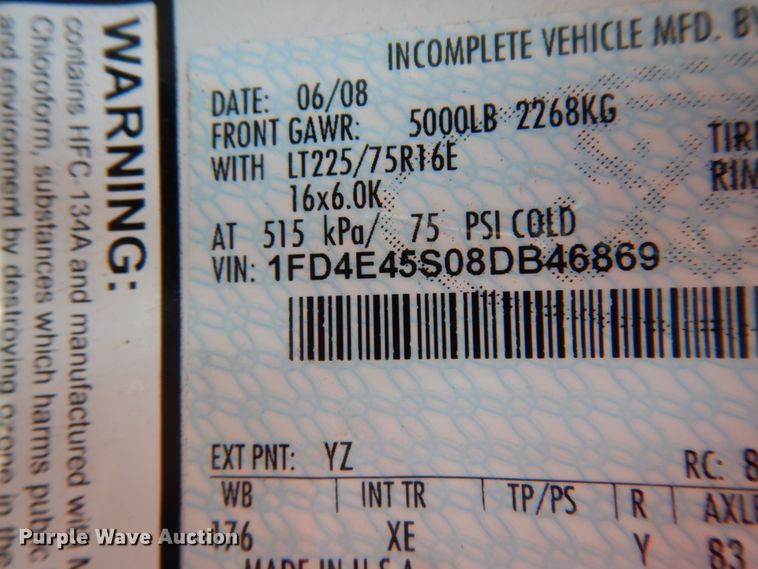 WARNING:
contains HFC-134A and manufactured
Chloroform, substances which harms public
and environment by destroying ozone in the
INCOMPLETE VEHICLE MFD. BY
DATE: 06/08
FRONT GAWR: 5000LB 2268KG
WITH LT225/75R16E TIR
16x6.0K RIM
AT 515 kPa/ 75 PSI COLD
VIN: 1FD4E45S08DB46869
EXT PNT: YZ RC: 8
WB INT TR TP/PS R AXLE
176 XE Y 83
MADE IN U.S.A.
Purple Wave Auction